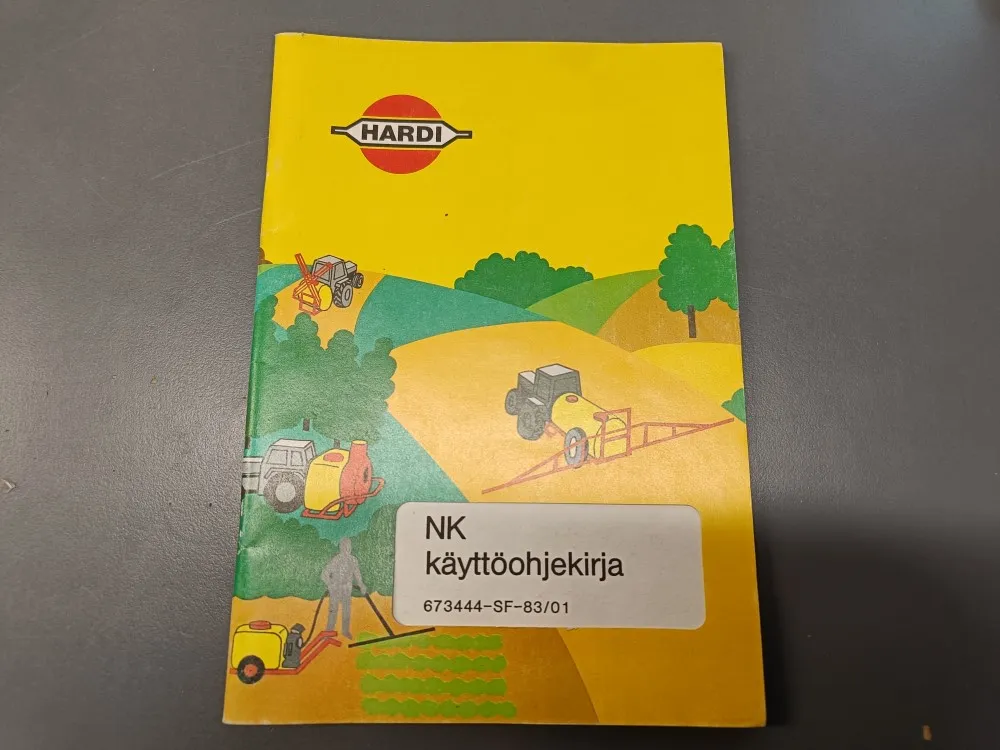 HARDI
NK
käyttöohjekirja
673444-SF-83/01